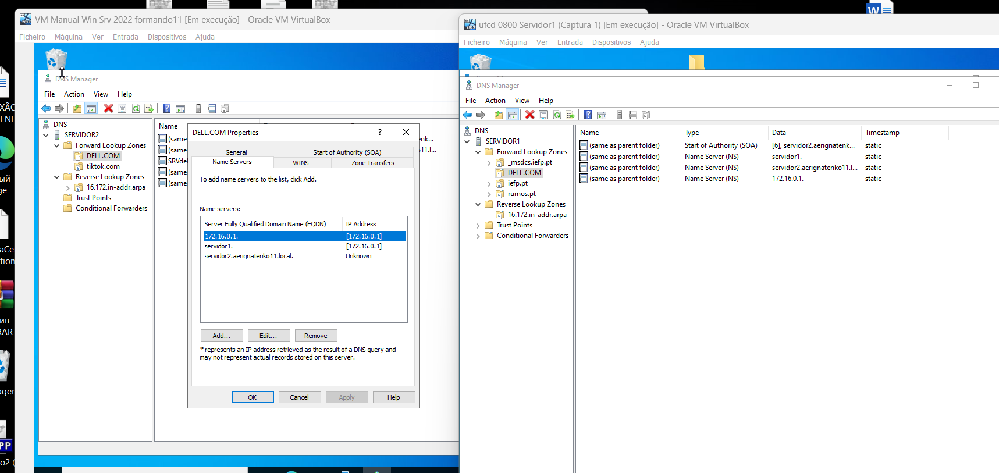 DEV
DEV
W
VM Manual Win Srv 2022 formando11 [Em execução] - Oracle VM VirtualBox
Ficheiro Máquina Ver Entrada Dispositivos Ajuda
DNS Manager
File Action View Help
DNS
SERVIDOR2
Forward Lookup Zones
DELL.COM
tiktok.com
Reverse Lookup Zones
16.172.in-addr.arpa
Trust Points
Conditional Forwarders
Name
(same
(same
SRVde
(same
(same
enk...
11.l...
DELL.COM Properties
General
Start of Authority (SOA)
Name Servers
WINS
Zone Transfers
To add name servers to the list, click Add.
Name servers:
Server Fully Qualified Domain Name (FQDN) IP Address
172.16.0.1. [172.16.0.1]
servidor1. [172.16.0.1]
servidor2.aerignatenko11.local. Unknown
Add... Edit... Remove
* represents an IP address retrieved as the result of a DNS query and
may not represent actual records stored on this server.
OK Cancel Apply Help
ufcd 0800 Servidor1 (Captura 1) [Em execução] - Oracle VM VirtualBox
Ficheiro Máquina Ver Entrada Dispositivos Ajuda
DNS Manager
File Action View Help
DNS
SERVIDOR1
Forward Lookup Zones
_msdcs.iefp.pt
DELL.COM
iefp.pt
rumos.pt
Reverse Lookup Zones
16.172.in-addr.arpa
Trust Points
Conditional Forwarders
Name Type Data Timestamp
(same as parent folder) Start of Authority (SOA) [6], servidor2.aerignatenk... static
(same as parent folder) Name Server (NS) servidor1. static
(same as parent folder) Name Server (NS) servidor2.aerignatenko11.l... static
(same as parent folder) Name Server (NS) 172.16.0.1. static
XÃO
END
ый
ge
aCe
tion
ив
RAR
ager
PP
o2 (